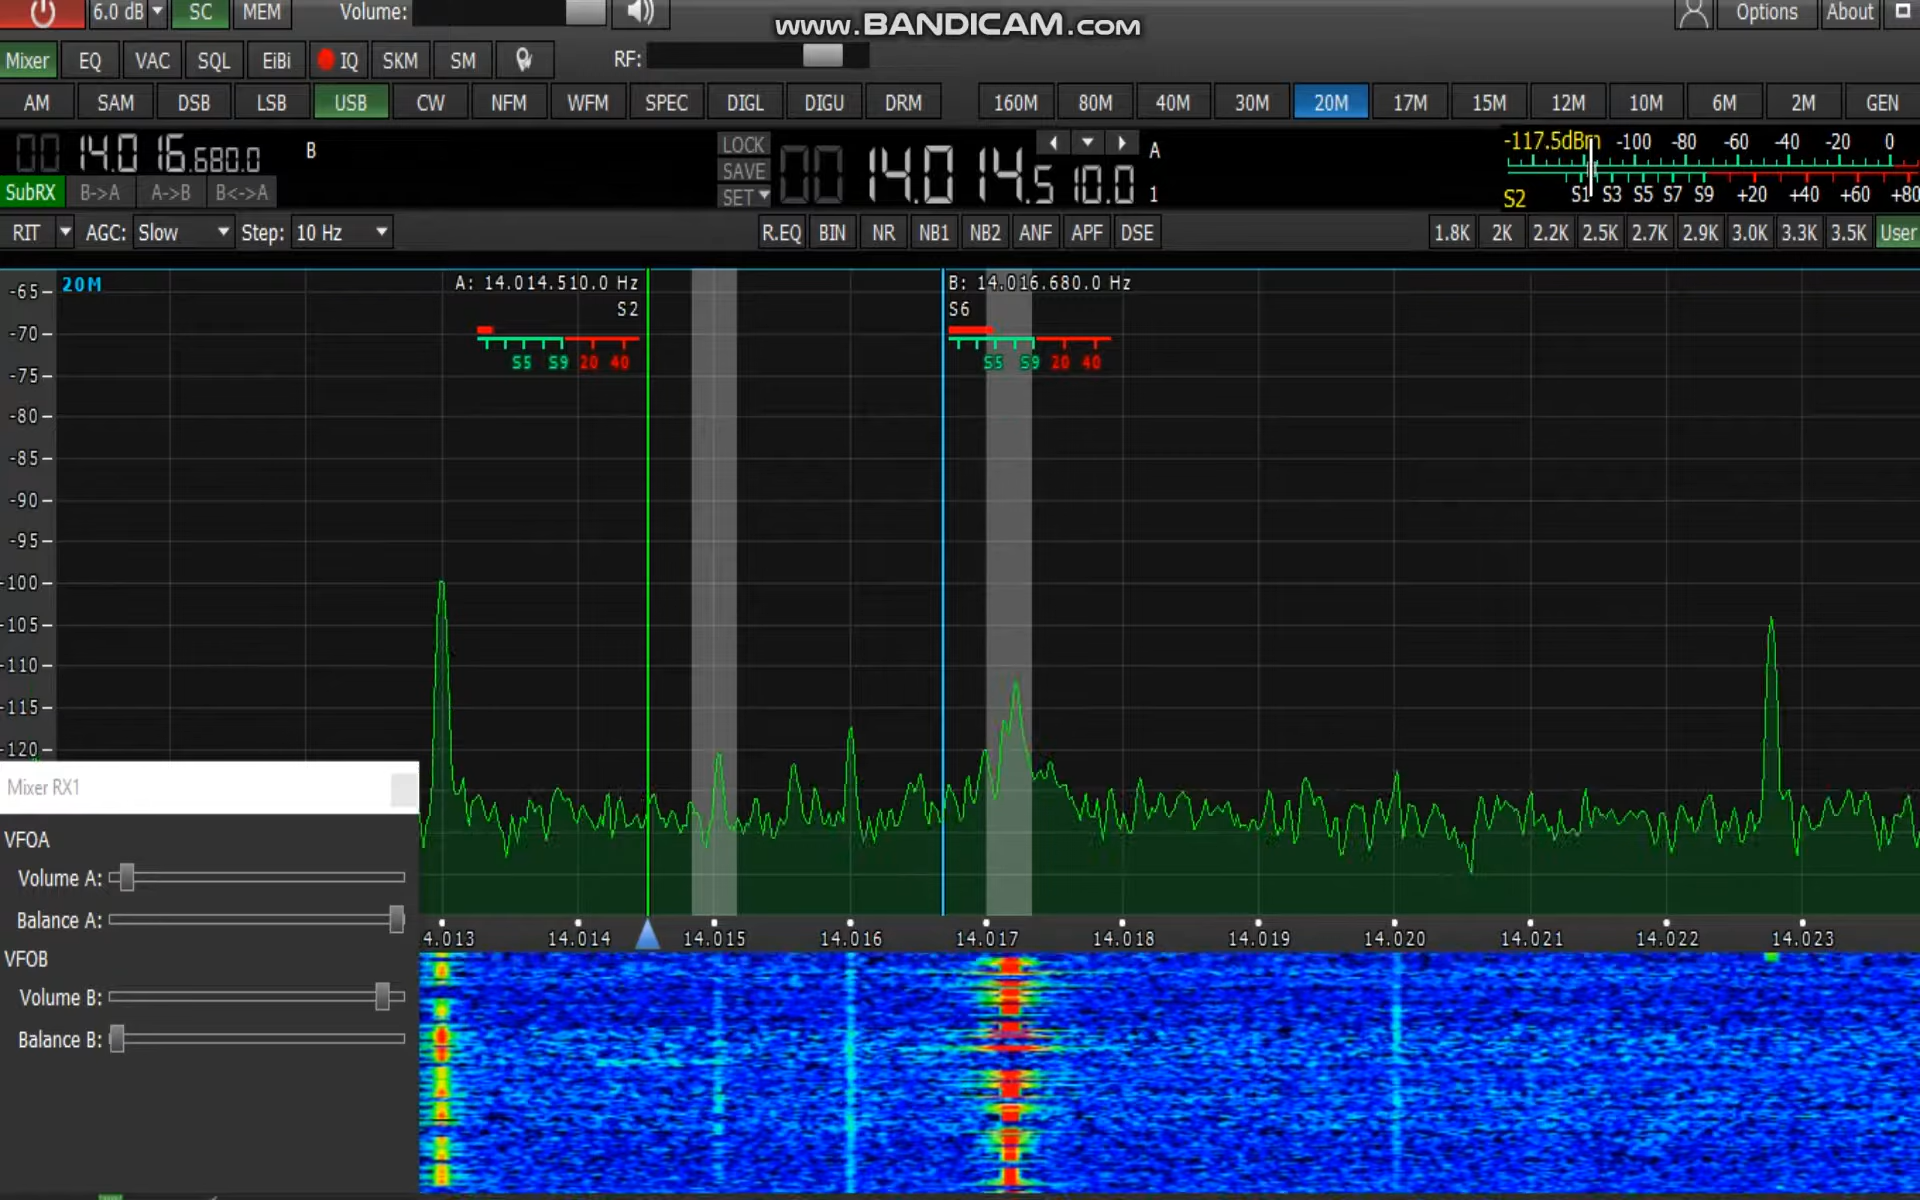 6.0 dB SC MEM Volume: www.BANDICAM.com Options About
Mixer EQ VAC SQL EiBi IQ SKM SM RF:
AM SAM DSB LSB USB CW NFM WFM SPEC DIGL DIGU DRM 160M 80M 40M 30M 20M 17M 15M 12M 10M 6M 2M GEN
00 14.0 16.680.0 B LOCK 00 14.0 14.5 10.0 A -117.5dBm -100 -80 -60 -40 -20 0
SAVE
SubRX B->A A->B B<->A SET 1 S2 S1 S3 S5 S7 S9 +20 +40 +60 +80
RIT AGC: Slow Step: 10 Hz R.EQ BIN NR NB1 NB2 ANF APF DSE 1.8K 2K 2.2K 2.5K 2.7K 2.9K 3.0K 3.3K 3.5K User
-65 20M A: 14.014.510.0 Hz B: 14.016.680.0 Hz
S2 S6
-70
S5 S9 20 40 S5 S9 20 40
-75
-80
-85
-90
-95
-100
-105
-110
-115
-120
Mixer RX1
VFOA
Volume A:
Balance A:
4.013 14.014 14.015 14.016 14.017 14.018 14.019 14.020 14.021 14.022 14.023
VFOB
Volume B:
Balance B: